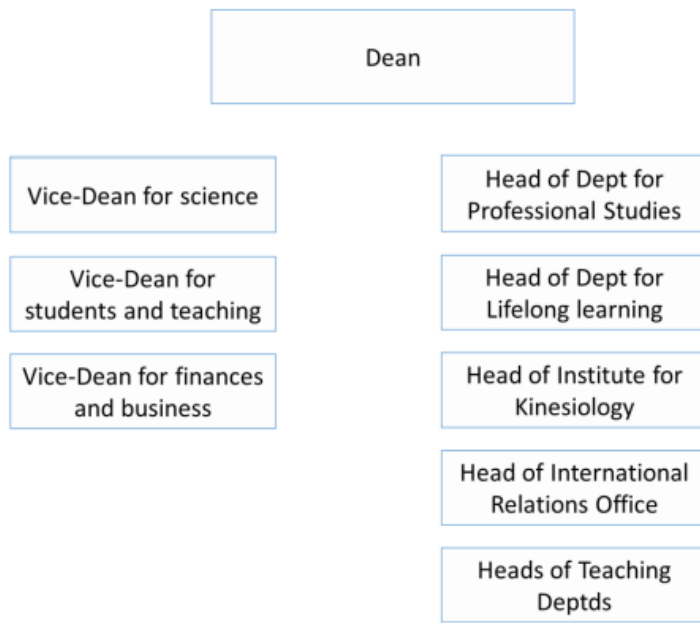 Dean
Vice-Dean for science
Vice-Dean for
students and teaching
Vice-Dean for finances
and business
Head of Dept for
Professional Studies
Head of Dept for
Lifelong learning
Head of Institute for
Kinesiology
Head of International
Relations Office
Heads of Teaching
Deptds